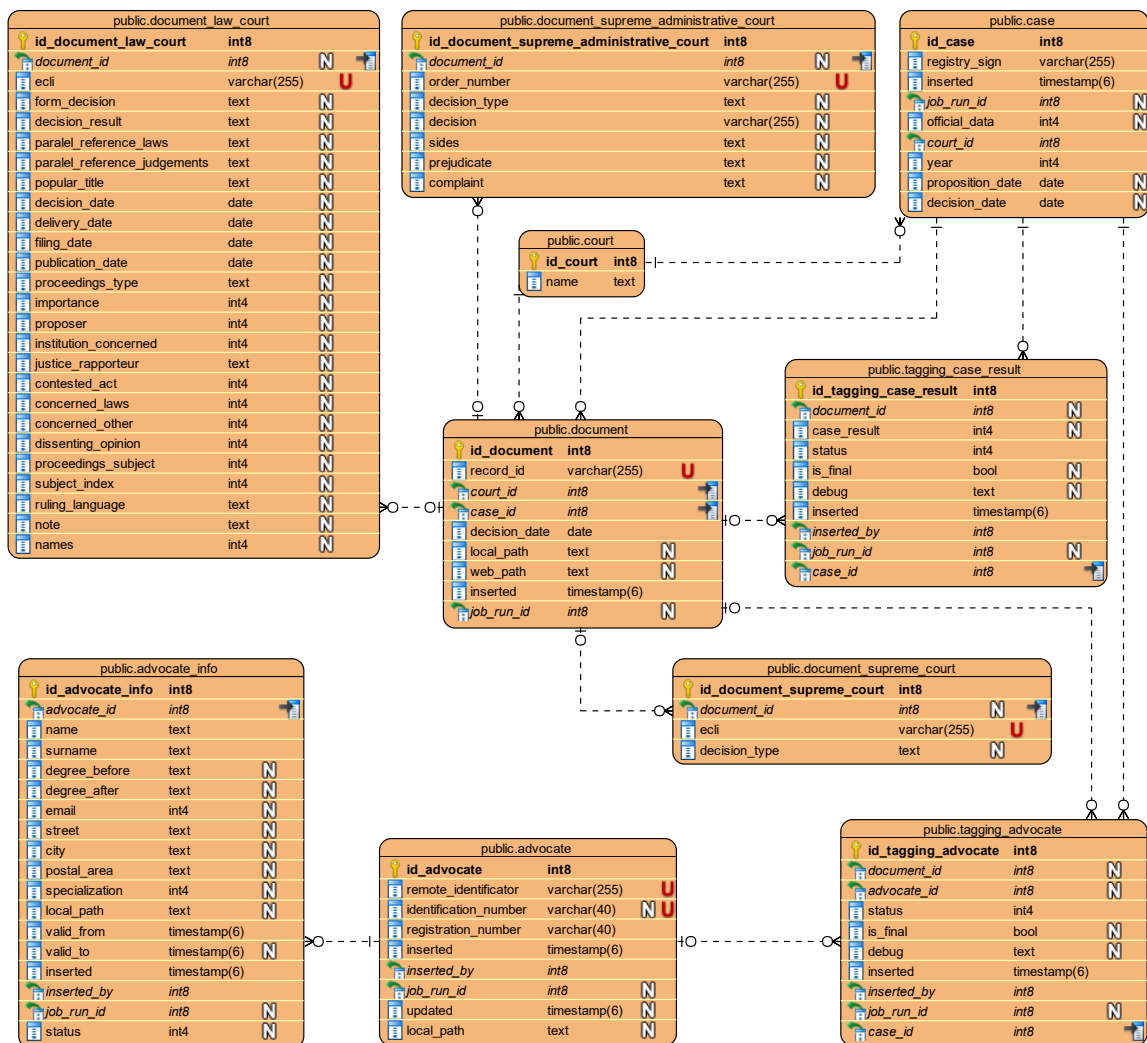 public.document_law_court
id_document_law_court int8
document_id int8 N
ecli varchar(255) U
form_decision text N
decision_result text N
paralel_reference_laws text N
paralel_reference_judgements text N
popular_title text N
decision_date date N
delivery_date date N
filing_date date N
publication_date date N
proceedings_type text N
importance int4 N
proposer int4 N
institution_concerned int4 N
justice_rapporteur text N
contested_act int4 N
concerned_laws int4 N
concerned_other int4 N
dissenting_opinion int4 N
proceedings_subject int4 N
subject_index int4 N
ruling_language text N
note text N
names int4 N
public.document_supreme_administrative_court
id_document_supreme_administrative_court int8
document_id int8 N
order_number varchar(255) U
decision_type text N
decision varchar(255) N
sides text N
prejudicate text N
complaint text N
public.case
id_case int8
registry_sign varchar(255)
inserted timestamp(6)
job_run_id int8 N
official_data int4 N
court_id int8
year int4
proposition_date date N
decision_date date N
public.court
id_court int8
name text
public.tagging_case_result
id_tagging_case_result int8
document_id int8 N
case_result int4 N
status int4
is_final bool N
debug text N
inserted timestamp(6)
inserted_by int8
job_run_id int8 N
case_id int8
public.document
id_document int8
record_id varchar(255) U
court_id int8
case_id int8
decision_date date
local_path text N
web_path text N
inserted timestamp(6)
job_run_id int8 N
public.document_supreme_court
id_document_supreme_court int8
document_id int8 N
ecli varchar(255) U
decision_type text N
public.advocate_info
id_advocate_info int8
advocate_id int8
name text
surname text
degree_before text N
degree_after text N
email int4 N
street text N
city text N
postal_area text N
specialization int4 N
local_path text N
valid_from timestamp(6)
valid_to timestamp(6) N
inserted timestamp(6)
inserted_by int8
job_run_id int8 N
status int4 N
public.advocate
id_advocate int8
remote_identificator varchar(255) U
identification_number varchar(40) N U
registration_number varchar(40)
inserted timestamp(6)
inserted_by int8
job_run_id int8 N
updated timestamp(6) N
local_path text N
public.tagging_advocate
id_tagging_advocate int8
document_id int8 N
advocate_id int8 N
status int4
is_final bool N
debug text N
inserted timestamp(6)
inserted_by int8
job_run_id int8 N
case_id int8